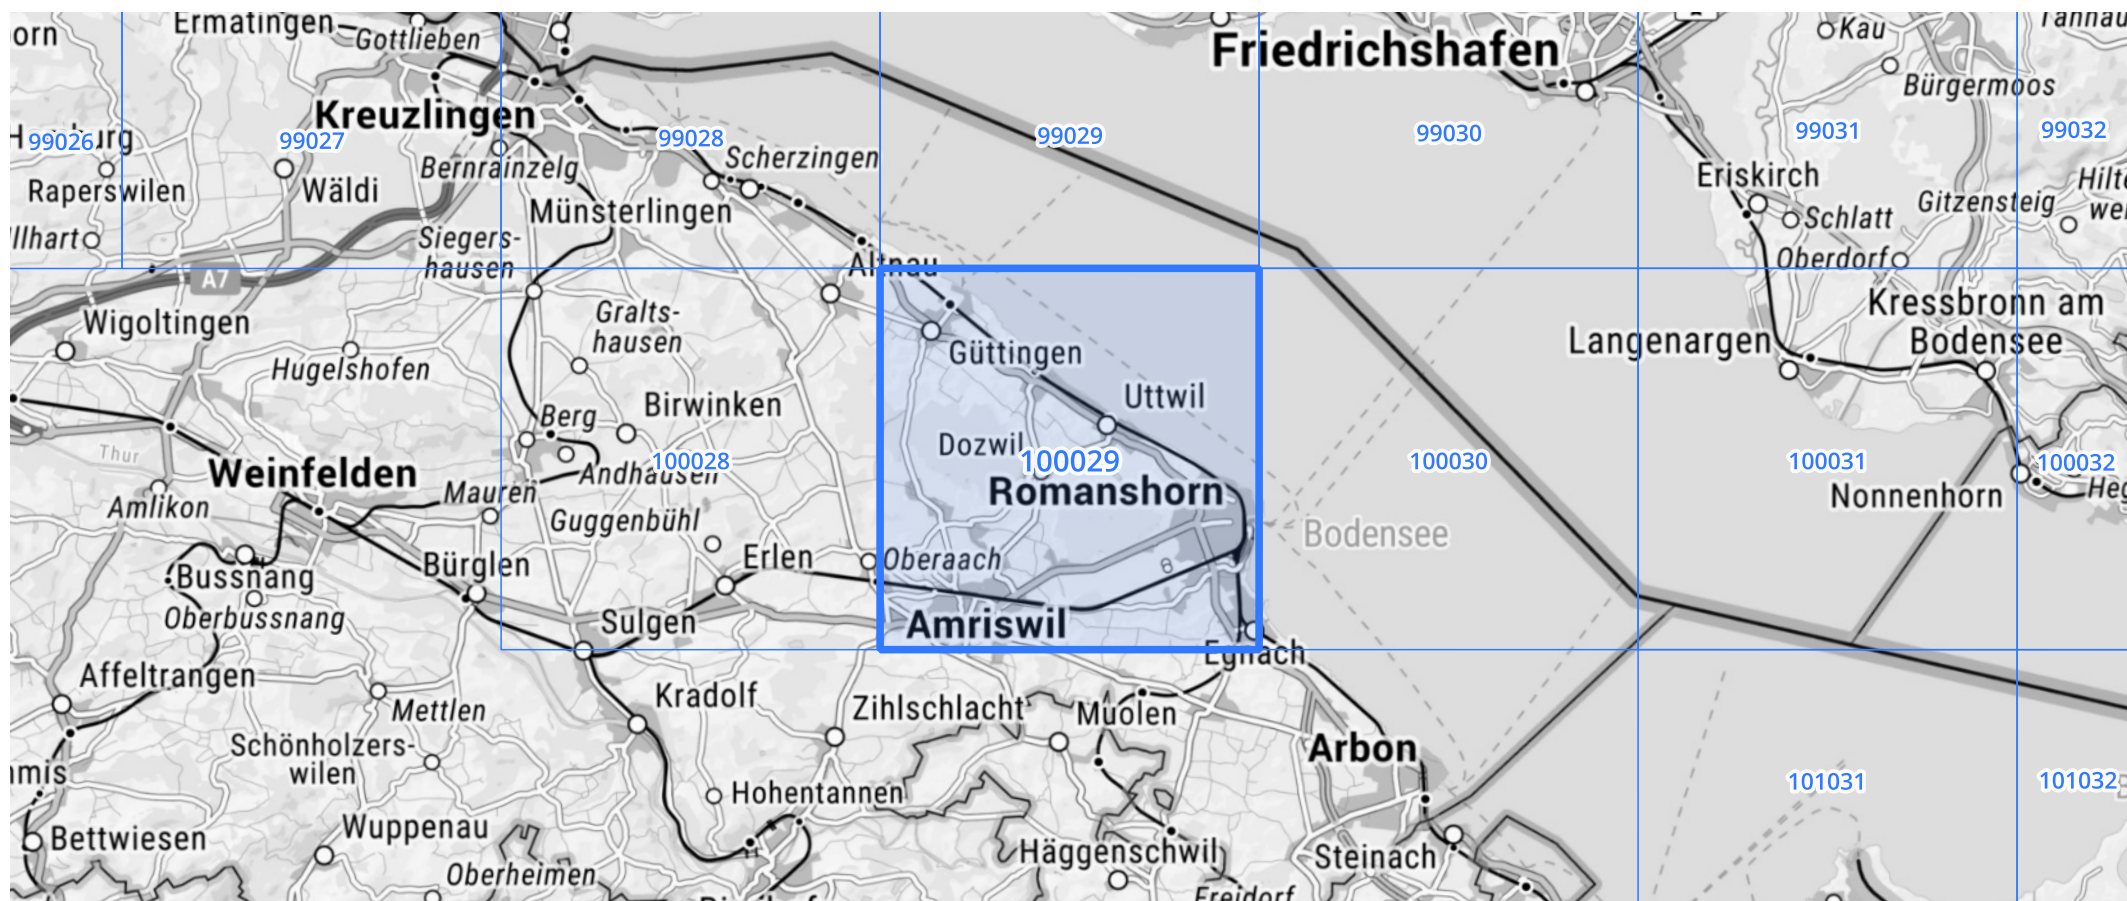 Ermatingen
orn
Gottlieben
Friedrichshafen
Kau
Bürgermoos
Kreuzlingen
99026
99027
99028
99029
99030
99031
99032
Raperswilen
Wäldi
Bernrainzelg
Scherzingen
Eriskirch
Münsterlingen
Schlatt
Gitzensteig
Siegers-
hausen
Altnau
Oberdorf
A7
Wigoltingen
Gralts-
hausen
Güttingen
Langenargen
Kressbronn am
Bodensee
Hugelshofen
Berg
Birwinken
Uttwil
Thur
Weinfelden
Andhausen
Dozwil
100028
100029
100030
100031
100032
Amlikon
Mauren
Romanshorn
Nonnenhorn
Guggenbühl
Bodensee
Bussnang
Bürglen
Erlen
Oberaach
6
Oberbussnang
Sulgen
Amriswil
Egnach
Affeltrangen
Mettlen
Kradolf
Zihlschlacht
Muolen
Schönholzers-
wilen
Arbon
101031
101032
Hohentannen
Bettwiesen
Wuppenau
Häggenschwil
Steinach
Oberheimen
Freidorf